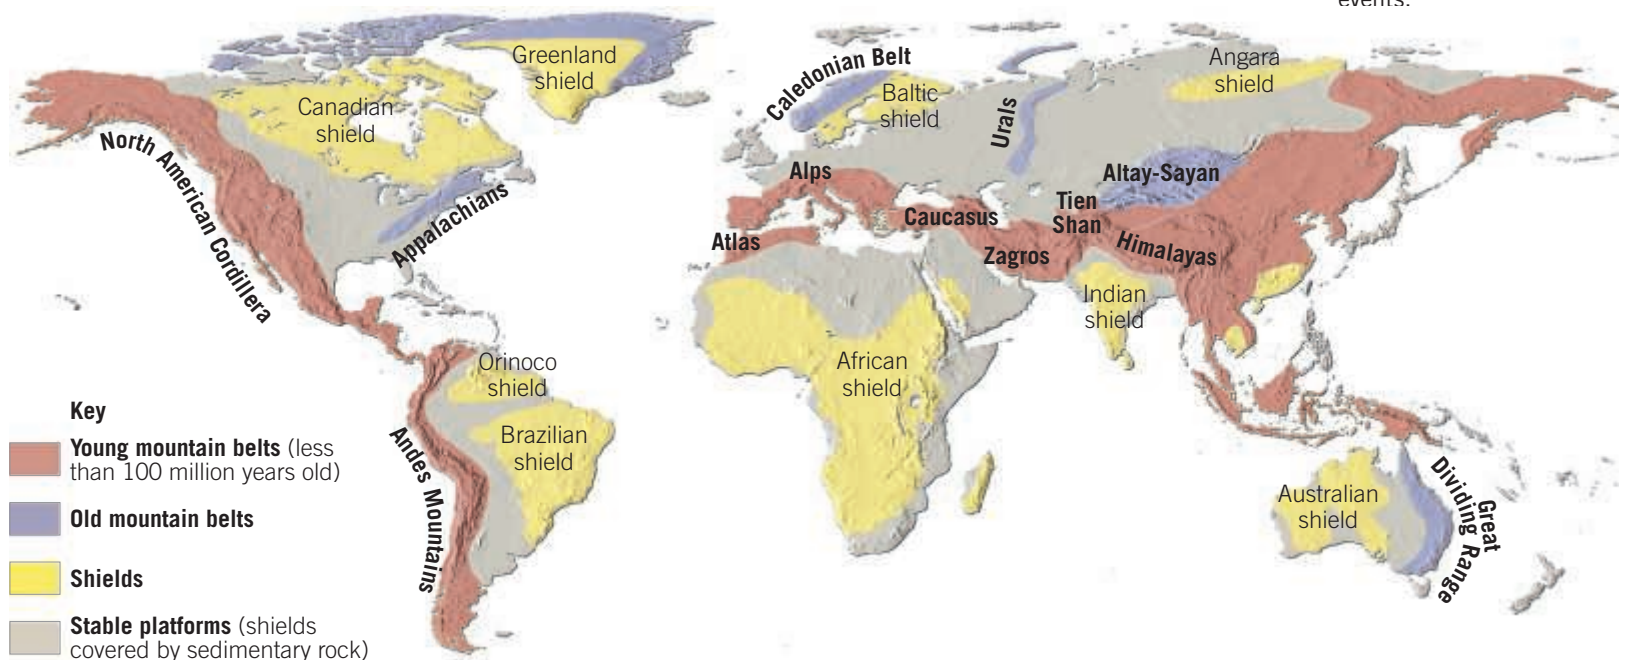 events.
Greenland
shield
Canadian
shield
North American Cordillera
Appalachians
Caledonian Belt
Baltic
shield
Urals
Angara
shield
Alps
Altay-Sayan
Tien
Shan
Caucasus
Atlas
Zagros
Himalayas
Indian
shield
African
shield
Orinoco
shield
Brazilian
shield
Andes Mountains
Australian
shield
Great
Dividing Range
Key
Young mountain belts (less
than 100 million years old)
Old mountain belts
Shields
Stable platforms (shields
covered by sedimentary rock)